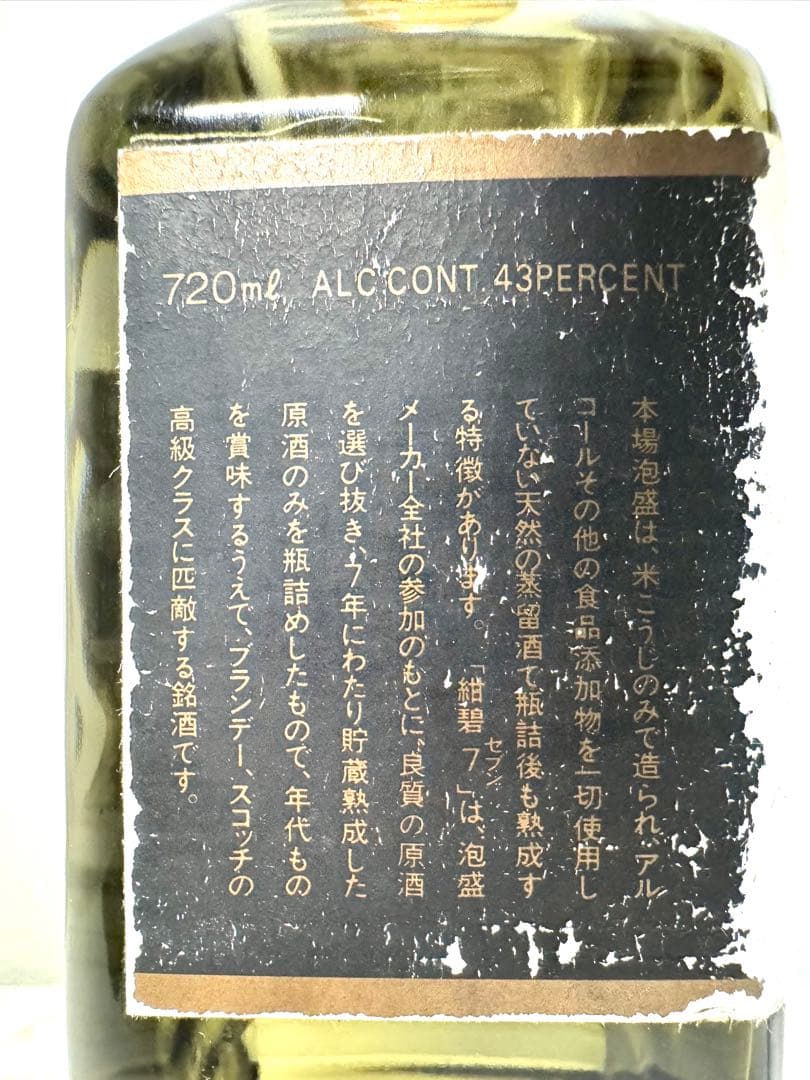 720ml ALC CONT. 43PERCENT
本場泡盛は、米こうじのみで造られ、アル
コールその他の食品添加物を一切使用し
ていない天然の蒸留酒で瓶詰後も熟成す
る特徴があります。「紺碧7」は、泡盛
セブン
メーカー全社の参加のもとに、良質の原酒
を選び抜き、7年にわたり貯蔵熟成した
原酒のみを瓶詰めしたもので、年代もの
を賞味するうえで、ブランデー、スコッチの
高級クラスに匹敵する銘酒です。